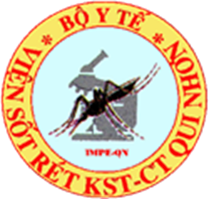 BỘ Y TẾ
VIỆN SỐT RÉT KST-CT QUI NHƠN
IMPE-QN